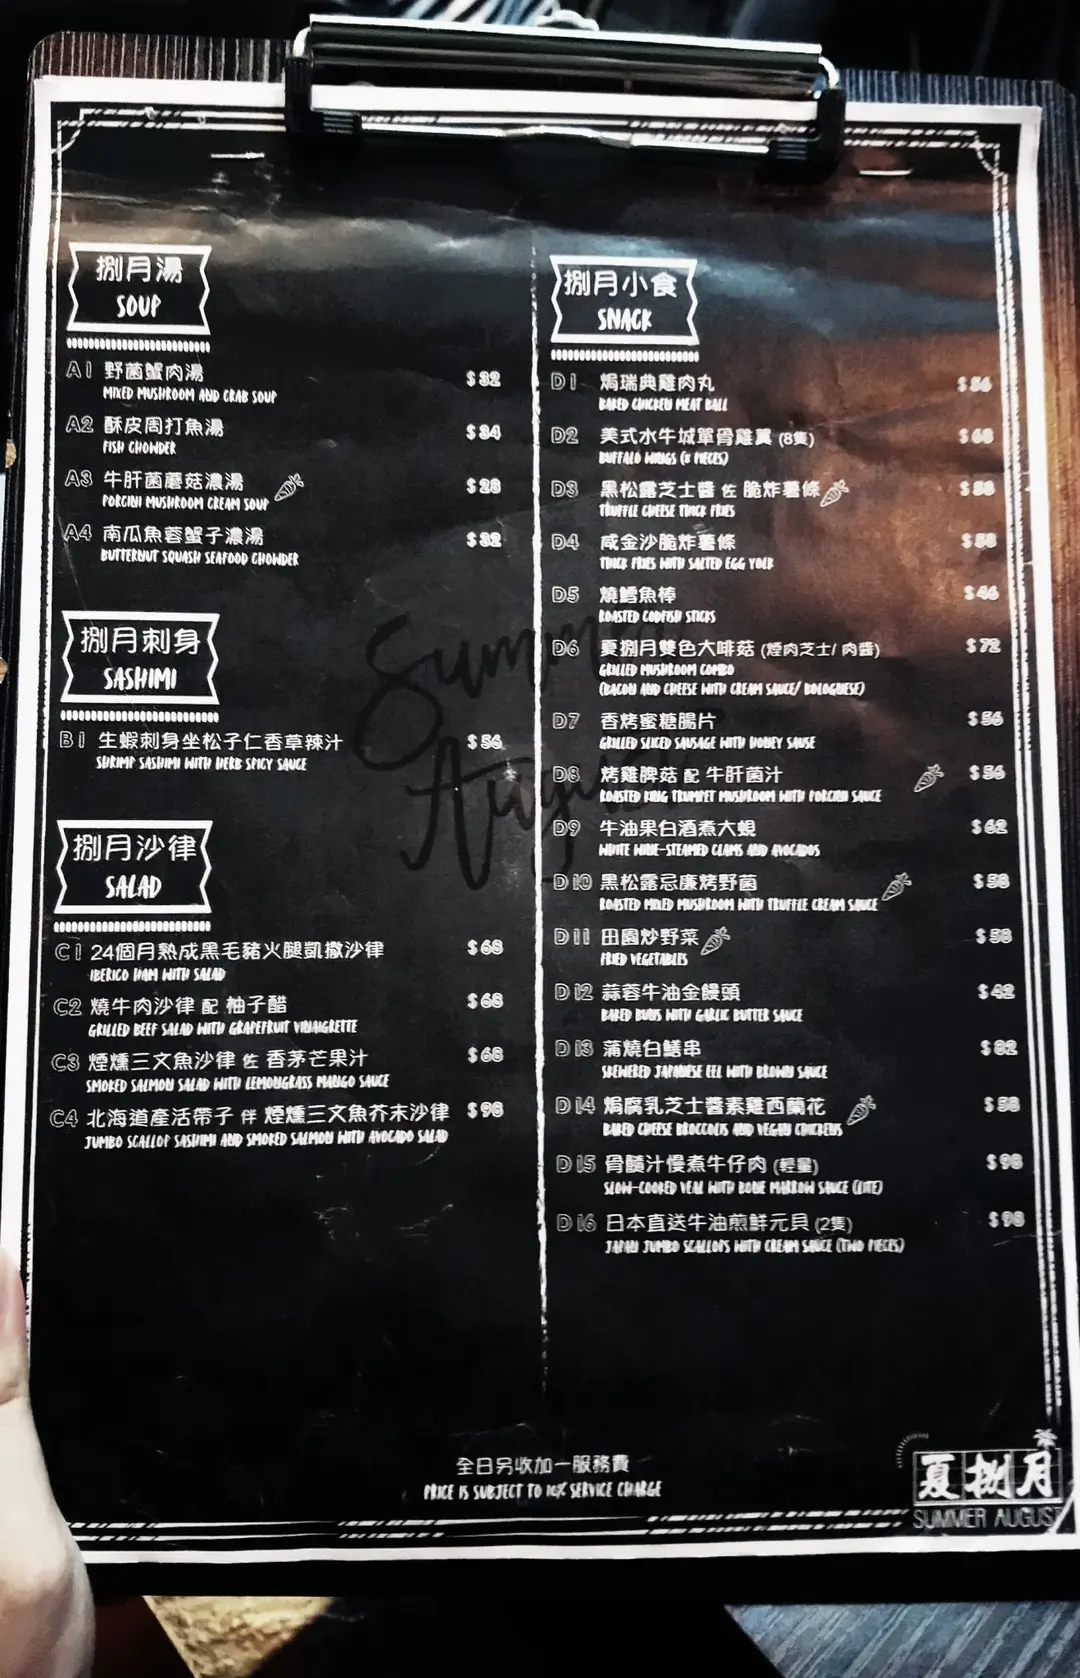 捌月湯
SOUP
A1 野菌蟹肉湯 $32
MIXED MUSHROOM AND CRAB SOUP
A2 酥皮周打魚湯 $34
FISH CHOWDER
A3 牛肝菌蘑菇濃湯 $28
PORCINI MUSHROOM CREAM SOUP
A4 南瓜魚蓉蟹子濃湯 $32
BUTTERNUT SQUASH SEAFOOD CHOWDER
捌月刺身
SASHIMI
B1 生蝦刺身坐松子仁香草辣汁 $56
SHRIMP SASHIMI WITH HERB SPICY SAUCE
捌月沙律
SALAD
C1 24個月熟成黑毛豬火腿凱撒沙律 $68
IBERICO HAM WITH SALAD
C2 燒牛肉沙律 配 柚子醋 $68
GRILLED BEEF SALAD WITH GRAPEFRUIT VINAIGRETTE
C3 煙燻三文魚沙律 佐 香茅芒果汁 $68
SMOKED SALMON SALAD WITH LEMONGRASS MANGO SAUCE
C4 北海道產活帶子 伴 煙燻三文魚芥末沙律 $98
JUMBO SCALLOP SASHIMI AND SMOKED SALMON WITH AVOCADO SALAD
捌月小食
SNACK
D1 焗瑞典雞肉丸
BAKED CHICKEN MEAT BALL
D2 美式水牛城單骨雞翼 (8隻) $68
BUFFALO WINGS (8 PIECES)
D3 黑松露芝士醬 佐 脆炸薯條
TRUFFLE CHEESE THICK FRIES
D4 咸金沙脆炸薯條
THICK FRIES WITH SALTED EGG YOLK
D5 燒鱈魚棒 $46
ROASTED CODFISH STICKS
D6 夏捌月雙色大啡菇 (煙肉芝士/ 肉醬) $72
GRILLED MUSHROOM COMBO
(BACON AND CHEESE WITH CREAM SAUCE/ BOLOGNESE)
D7 香烤蜜糖腸片 $56
GRILLED SLICED SAUSAGE WITH HONEY SAUSE
D8 烤雞脾菇 配 牛肝菌汁 $56
ROASTED KING TRUMPET MUSHROOM WITH PORCINI SAUCE
D9 牛油果白酒煮大蜆 $62
WHITE WINE-STEAMED CLAMS AND AVOCADOS
D10 黑松露忌廉烤野菌 $58
ROASTED MIXED MUSHROOM WITH TRUFFLE CREAM SAUCE
D11 田園炒野菜 $58
FRIED VEGETABLES
D12 蒜蓉牛油金饅頭 $42
BAKED BUNS WITH GARLIC BUTTER SAUCE
D13 蒲燒白鱔串 $82
SKEWERED JAPANESE EEL WITH BROWN SAUCE
D14 焗腐乳芝士醬素雞西蘭花 $58
BAKED CHEESE BROCCOLIS AND VEGAN CHICKENS
D15 骨髓汁慢煮牛仔肉 (輕量) $98
SLOW-COOKED VEAL WITH BONE MARROW SAUCE (LITE)
D16 日本直送牛油煎鮮元貝 (2隻) $98
JAPAN JUMBO SCALLOPS WITH CREAM SAUCE (TWO PIECES)
Summer
August
全日另收加一服務費
PRICE IS SUBJECT TO 10% SERVICE CHARGE
夏捌月
SUMMER AUGUST